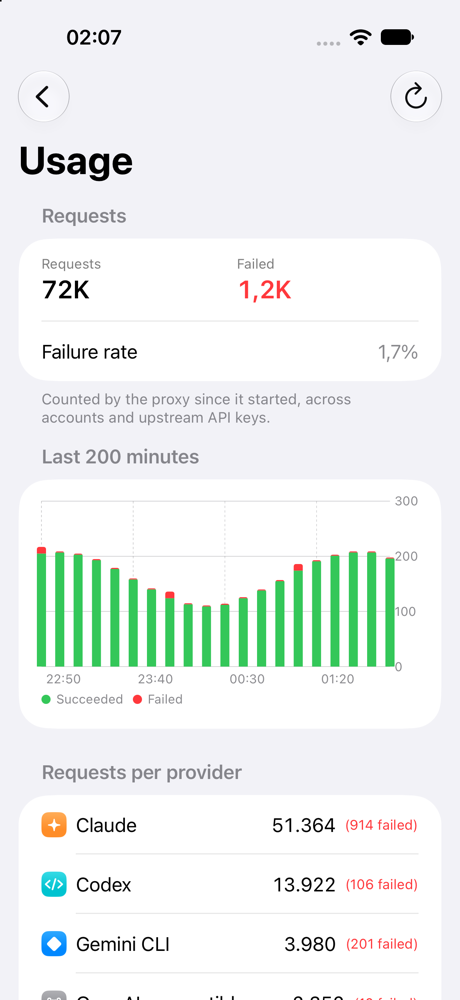 02:07
Usage
Requests
Requests
Failed
72K
1,2K
Failure rate
1,7%
Counted by the proxy since it started, across
accounts and upstream API keys.
Last 200 minutes
300
200
100
0
22:50
23:40
00:30
01:20
Succeeded
Failed
Requests per provider
Claude
51.364
(914 failed)
Codex
13.922
(106 failed)
Gemini CLI
3.980
(201 failed)